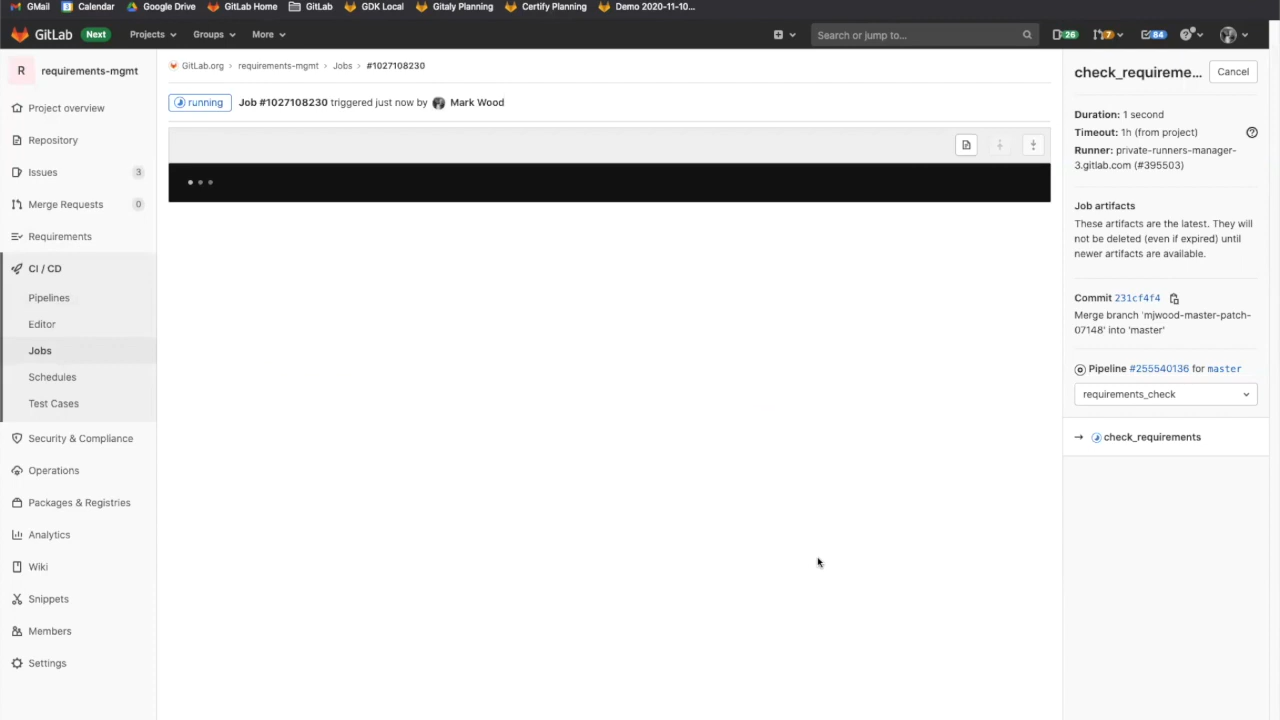 GMail Calendar Google Drive GitLab Home GitLab GDK Local Gitaly Planning Certify Planning Demo 2020-11-10...
GitLab Next Projects Groups More Search or jump to... 26 7 84
R requirements-mgmt
Project overview
Repository
Issues 3
Merge Requests 0
Requirements
CI / CD
Pipelines
Editor
Jobs
Schedules
Test Cases
Security & Compliance
Operations
Packages & Registries
Analytics
Wiki
Snippets
Members
Settings
GitLab.org › requirements-mgmt › Jobs › #1027108230
running Job #1027108230 triggered just now by Mark Wood
check_requireme... Cancel
Duration: 1 second
Timeout: 1h (from project)
Runner: private-runners-manager-
3.gitlab.com (#395503)
Job artifacts
These artifacts are the latest. They will
not be deleted (even if expired) until
newer artifacts are available.
Commit 231cf4f4
Merge branch 'mjwood-master-patch-
07148' into 'master'
Pipeline #255540136 for master
requirements_check
→ check_requirements